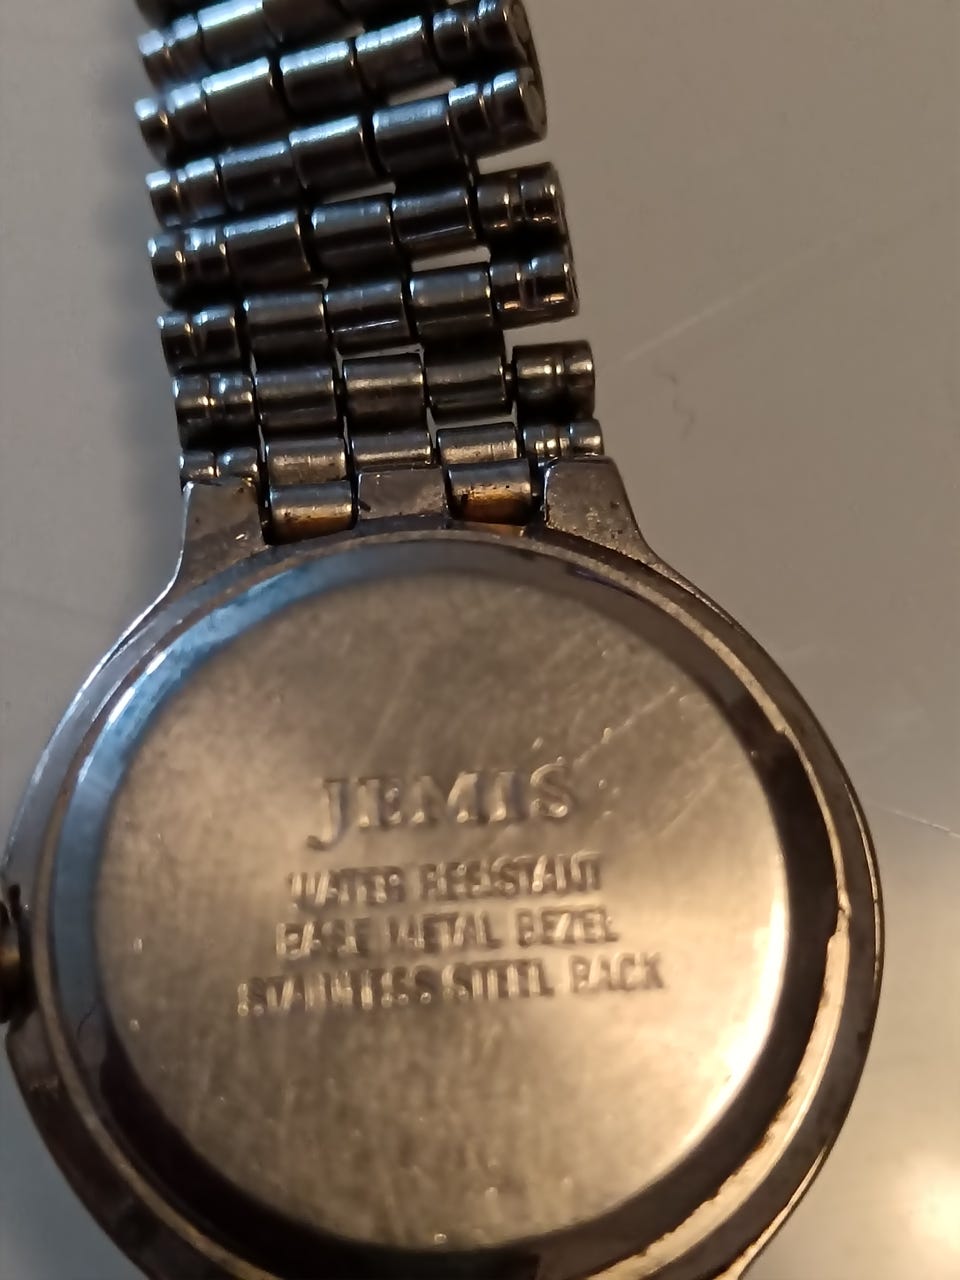 JEMIS
WATER RESISTANT
BASE METAL BEZEL
STAINLESS STEEL BACK